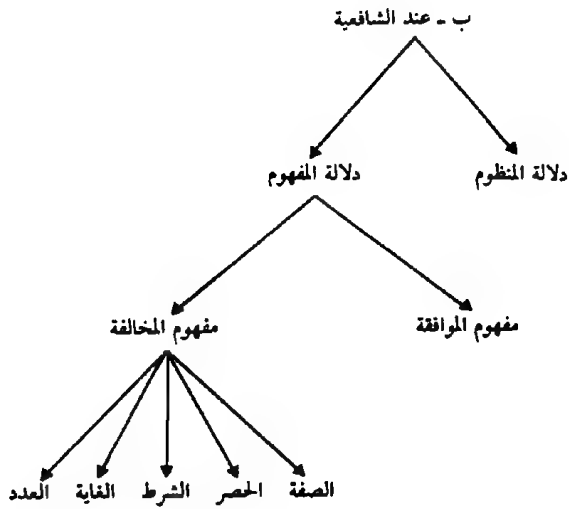 ب - عند الشافعية
دلالة المنظوم دلالة المفهوم
مفهوم الموافقة مفهوم المخالفة
الصفة الحصر الشرط الغاية العدد